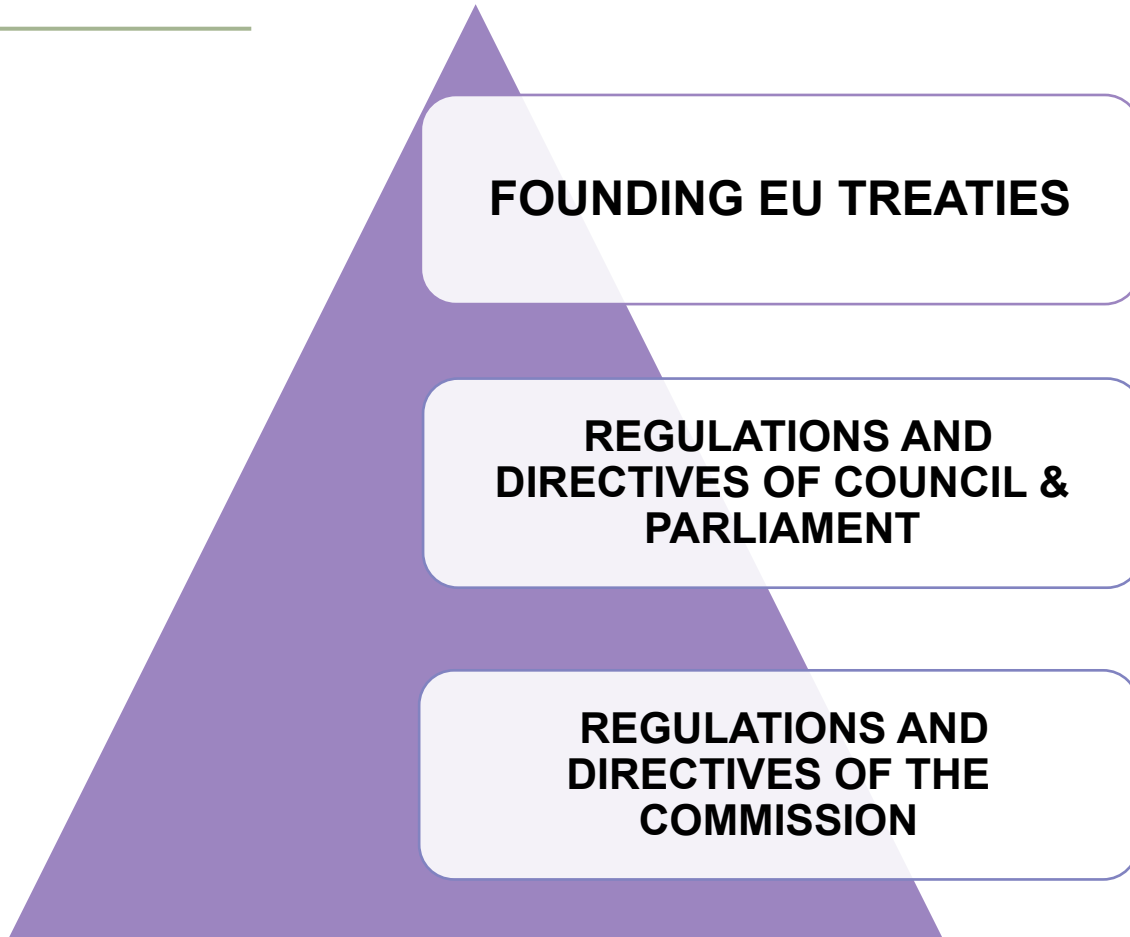 FOUNDING EU TREATIES
REGULATIONS AND
DIRECTIVES OF COUNCIL &
PARLIAMENT
REGULATIONS AND
DIRECTIVES OF THE
COMMISSION